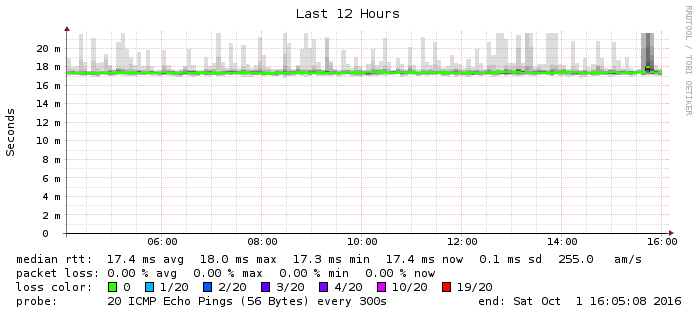 Last 12 Hours
RRDTOOL / TOBI OETIKER
Seconds
20 m
18 m
16 m
14 m
12 m
10 m
8 m
6 m
4 m
2 m
0
06:00 08:00 10:00 12:00 14:00 16:00
median rtt: 17.4 ms avg 18.0 ms max 17.3 ms min 17.4 ms now 0.1 ms sd 255.0 am/s
packet loss: 0.00 % avg 0.00 % max 0.00 % min 0.00 % now
loss color: 0 1/20 2/20 3/20 4/20 10/20 19/20
probe: 20 ICMP Echo Pings (56 Bytes) every 300s end: Sat Oct 1 16:05:08 2016